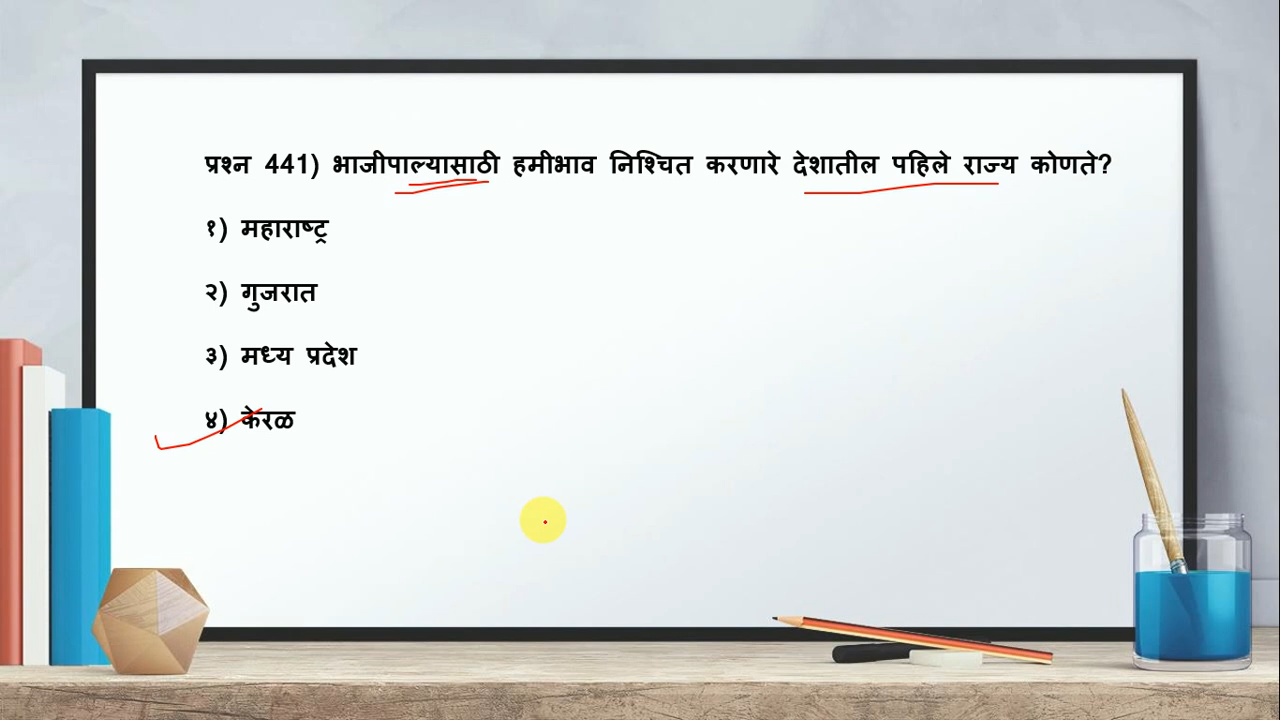 प्रश्न 441) भाजीपाल्यासाठी हमीभाव निश्चित करणारे देशातील पहिले राज्य कोणते?
१) महाराष्ट्र
२) गुजरात
३) मध्य प्रदेश
४) केरळ